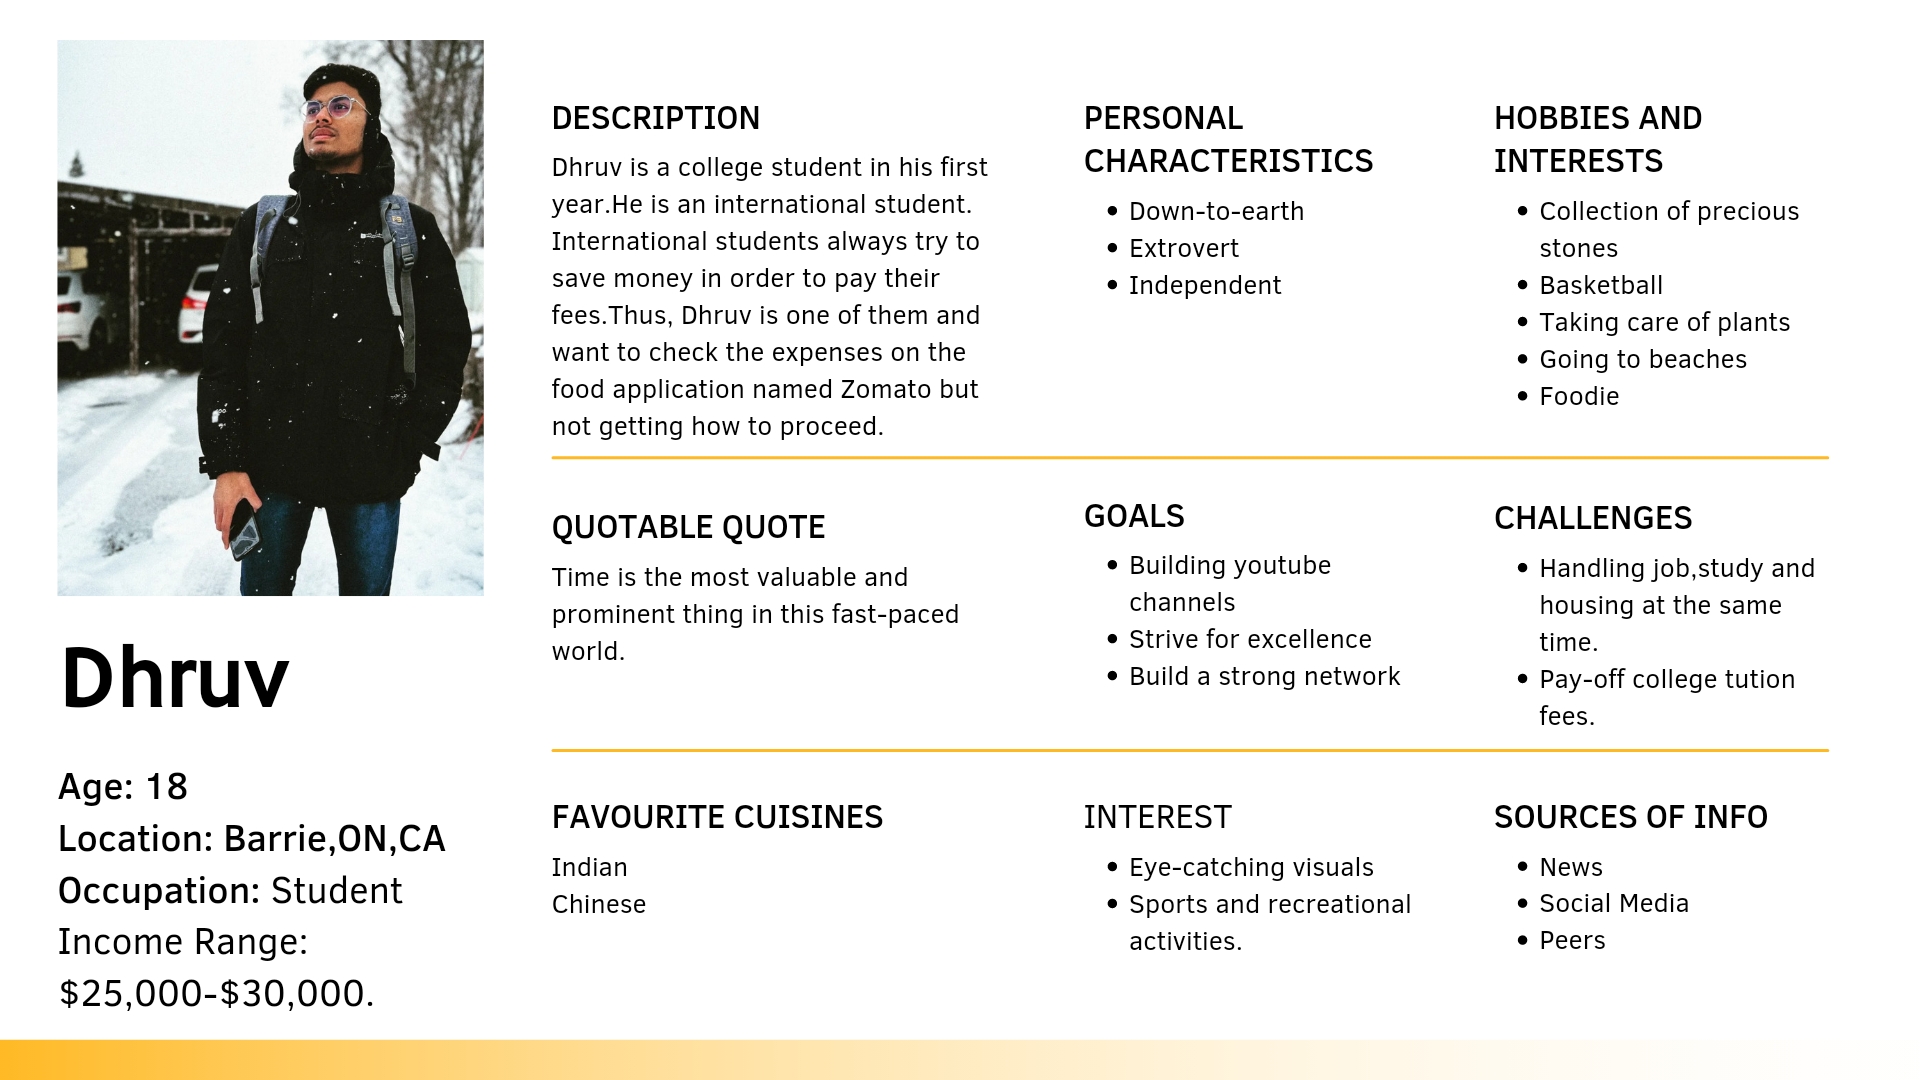 Dhruv
Age: 18
Location: Barrie,ON,CA
Occupation: Student
Income Range:
$25,000-$30,000.
DESCRIPTION
Dhruv is a college student in his first
year.He is an international student.
International students always try to
save money in order to pay their
fees.Thus, Dhruv is one of them and
want to check the expenses on the
food application named Zomato but
not getting how to proceed.
PERSONAL
CHARACTERISTICS
• Down-to-earth
• Extrovert
• Independent
HOBBIES AND
INTERESTS
• Collection of precious
stones
• Basketball
• Taking care of plants
• Going to beaches
• Foodie
QUOTABLE QUOTE
Time is the most valuable and
prominent thing in this fast-paced
world.
GOALS
• Building youtube
channels
• Strive for excellence
• Build a strong network
CHALLENGES
• Handling job,study and
housing at the same
time.
• Pay-off college tution
fees.
FAVOURITE CUISINES
Indian
Chinese
INTEREST
• Eye-catching visuals
• Sports and recreational
activities.
SOURCES OF INFO
• News
• Social Media
• Peers